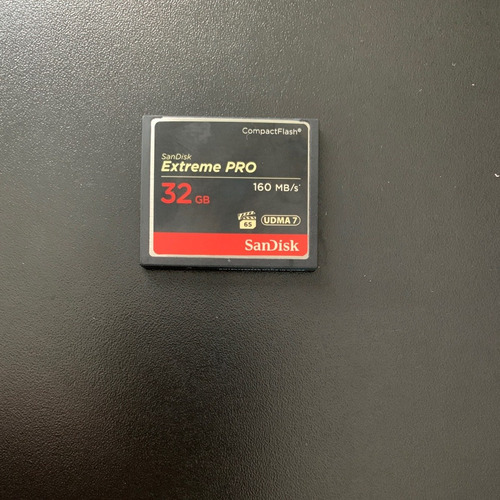 CompactFlash®
SanDisk
Extreme PRO
32 GB
160 MB/s*
65
UDMA 7
SanDisk